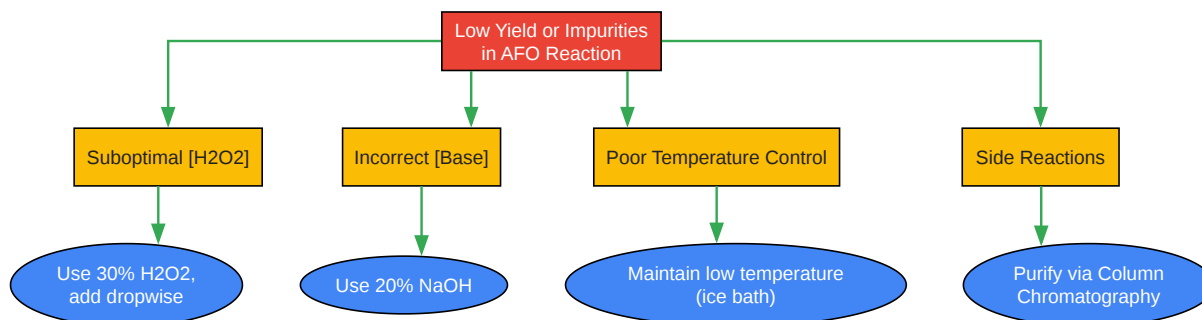 Low Yield or Impurities
in AFO Reaction
Suboptimal [H2O2]
Incorrect [Base]
Poor Temperature Control
Side Reactions
Use 30% H2O2,
add dropwise
Use 20% NaOH
Maintain low temperature
(ice bath)
Purify via Column
Chromatography